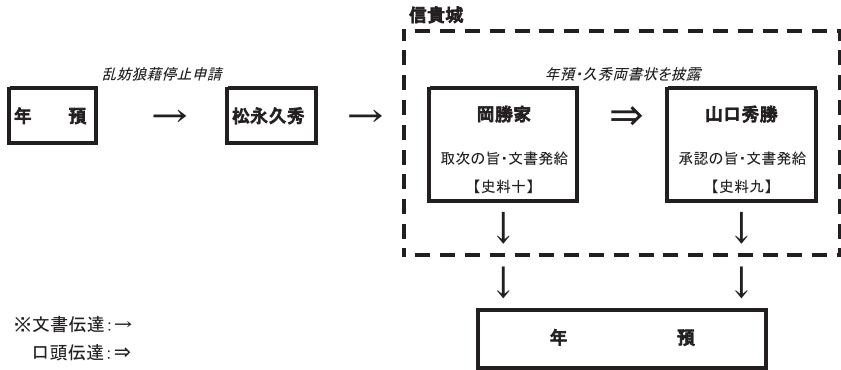 信貴城
乱妨狼藉停止申請
年預・久秀両書状を披露
年　　預
→
松永久秀
→
岡勝家
取次の旨・文書発給
【史料十】
⇒
山口秀勝
承認の旨・文書発給
【史料九】
↓　↓
↓　↓
年　　　　　預
※文書伝達：→
口頭伝達：⇒